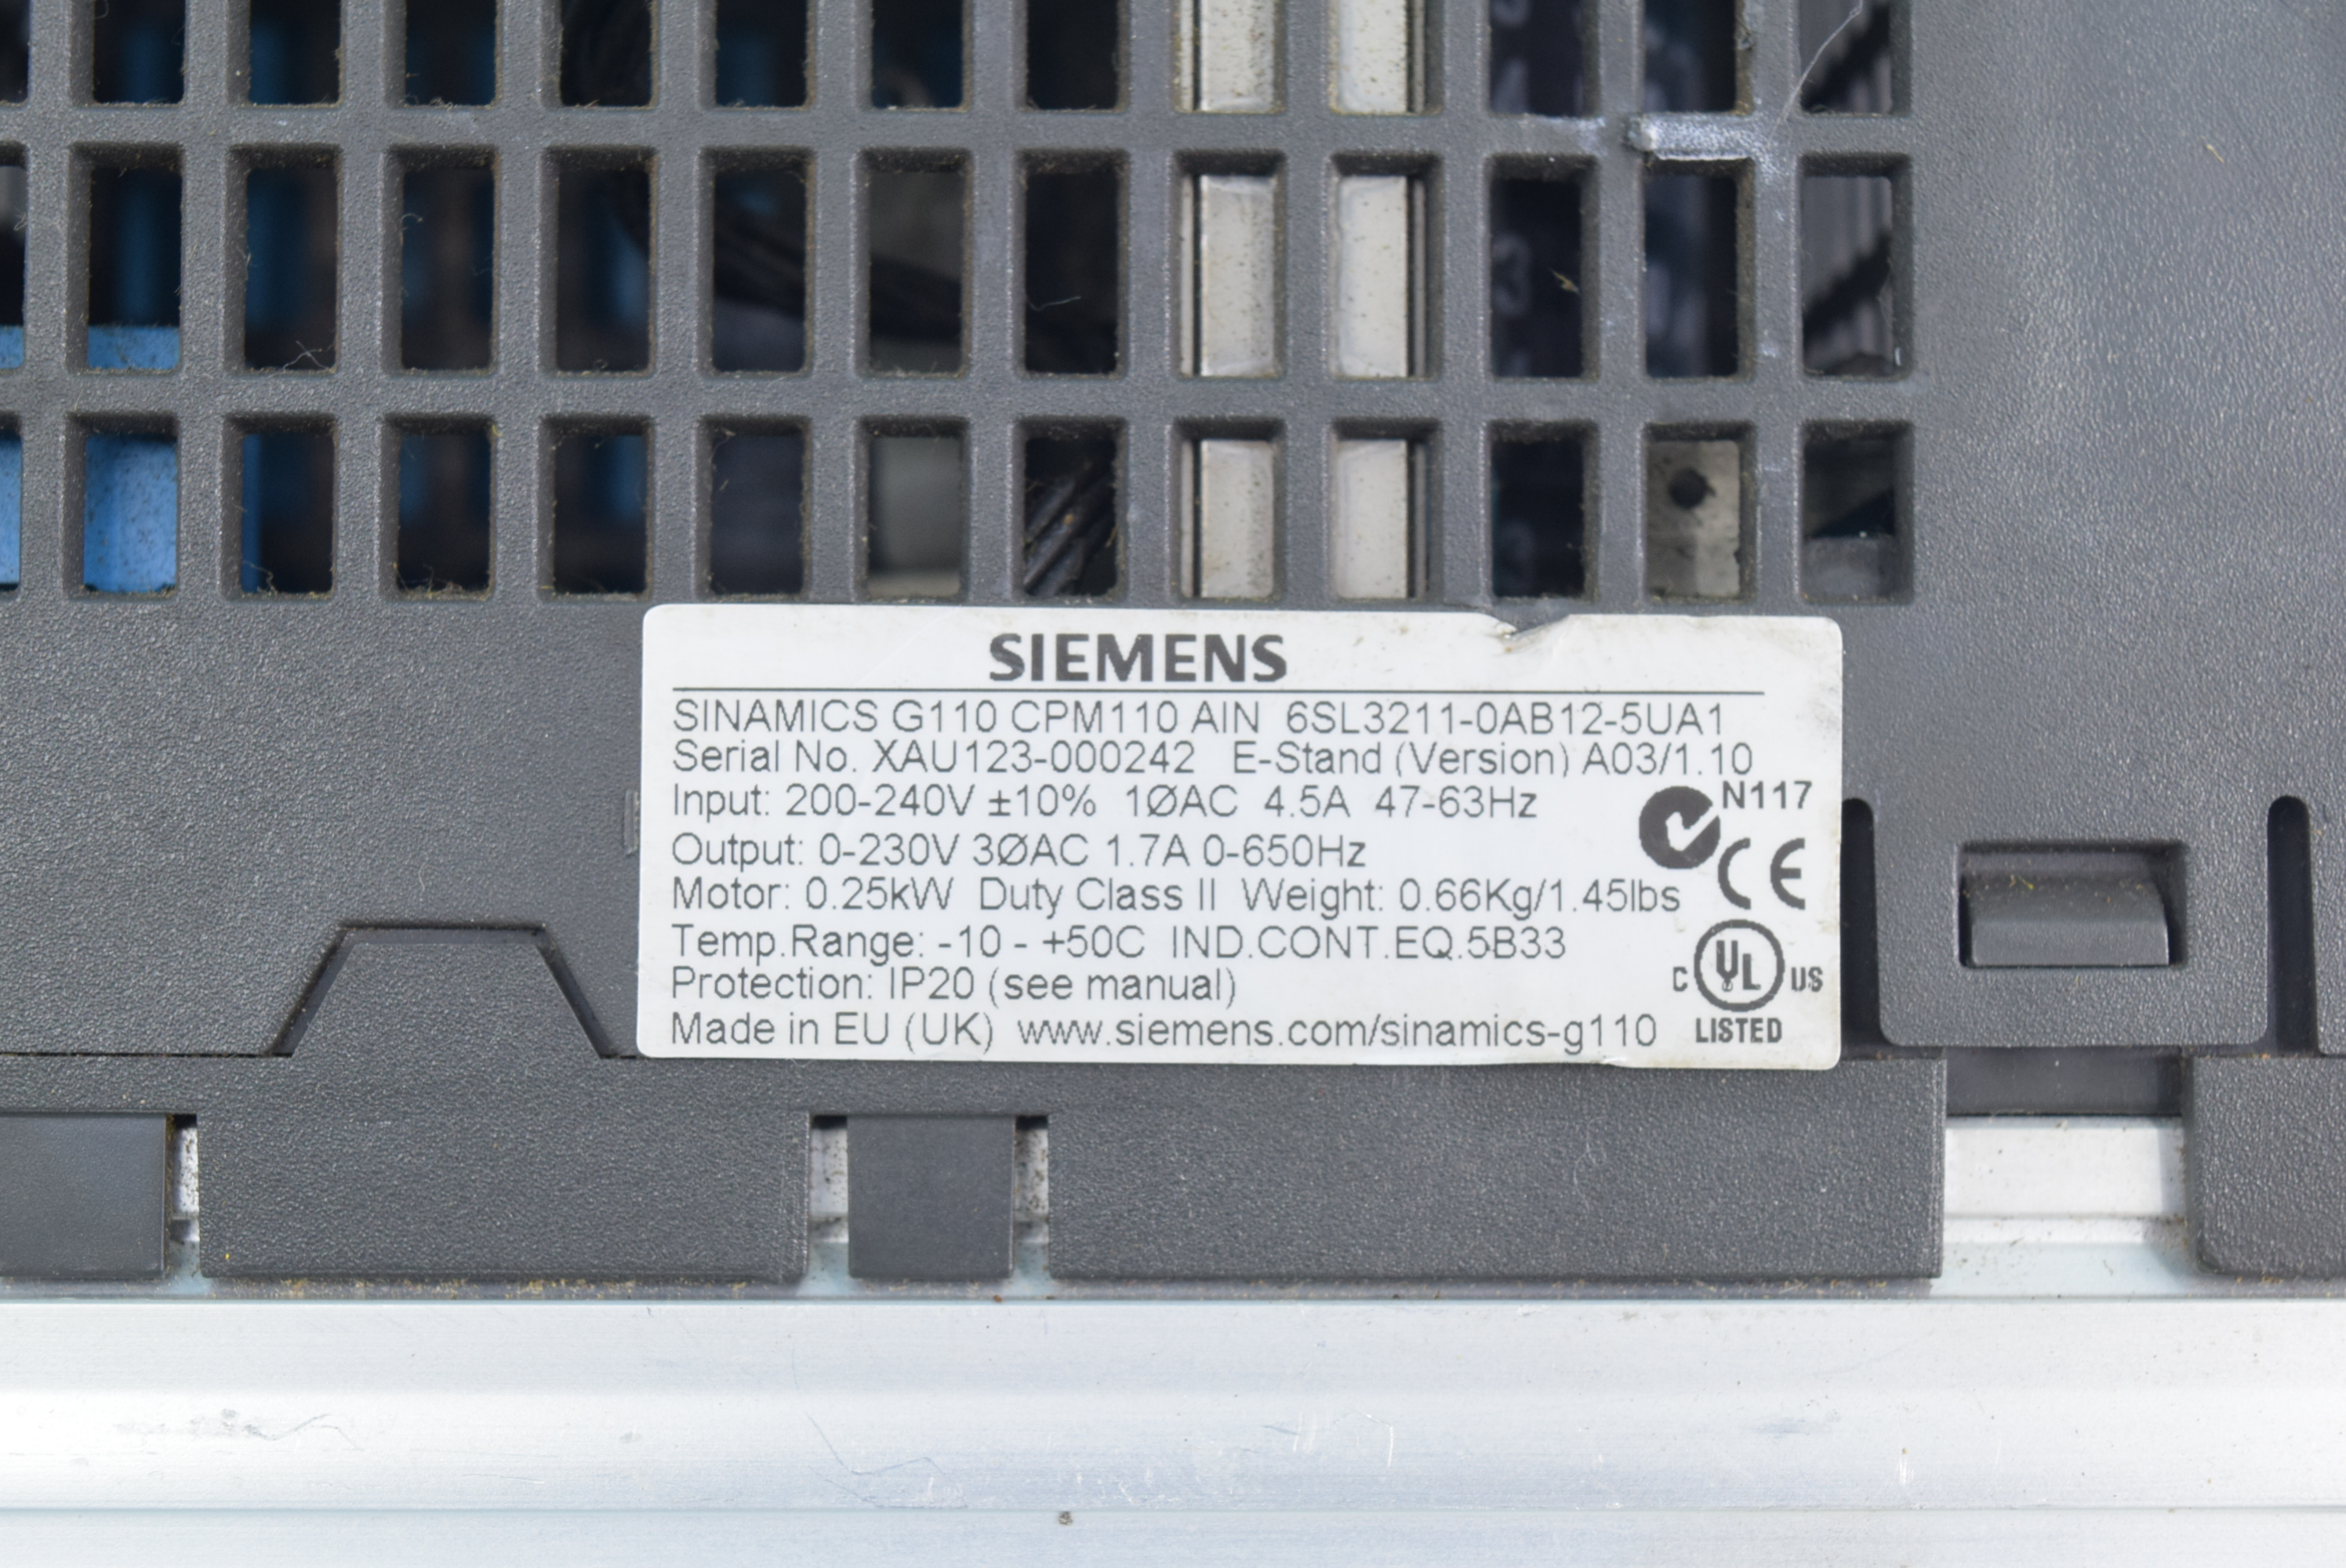 SIEMENS
SINAMICS G110 CPM110 AIN 6SL3211-0AB12-5UA1
Serial No. XAU123-000242 E-Stand (Version) A03/1.10
Input: 200-240V ±10% 1ØAC 4.5A 47-63Hz
N117
Output: 0-230V 3ØAC 1.7A 0-650Hz
CE
Motor: 0.25kW Duty Class II Weight: 0.66Kg/1.45lbs
Temp.Range: -10 - +50C IND.CONT.EQ.5B33
C UL US
Protection: IP20 (see manual)
Made in EU (UK) www.siemens.com/sinamics-g110
LISTED